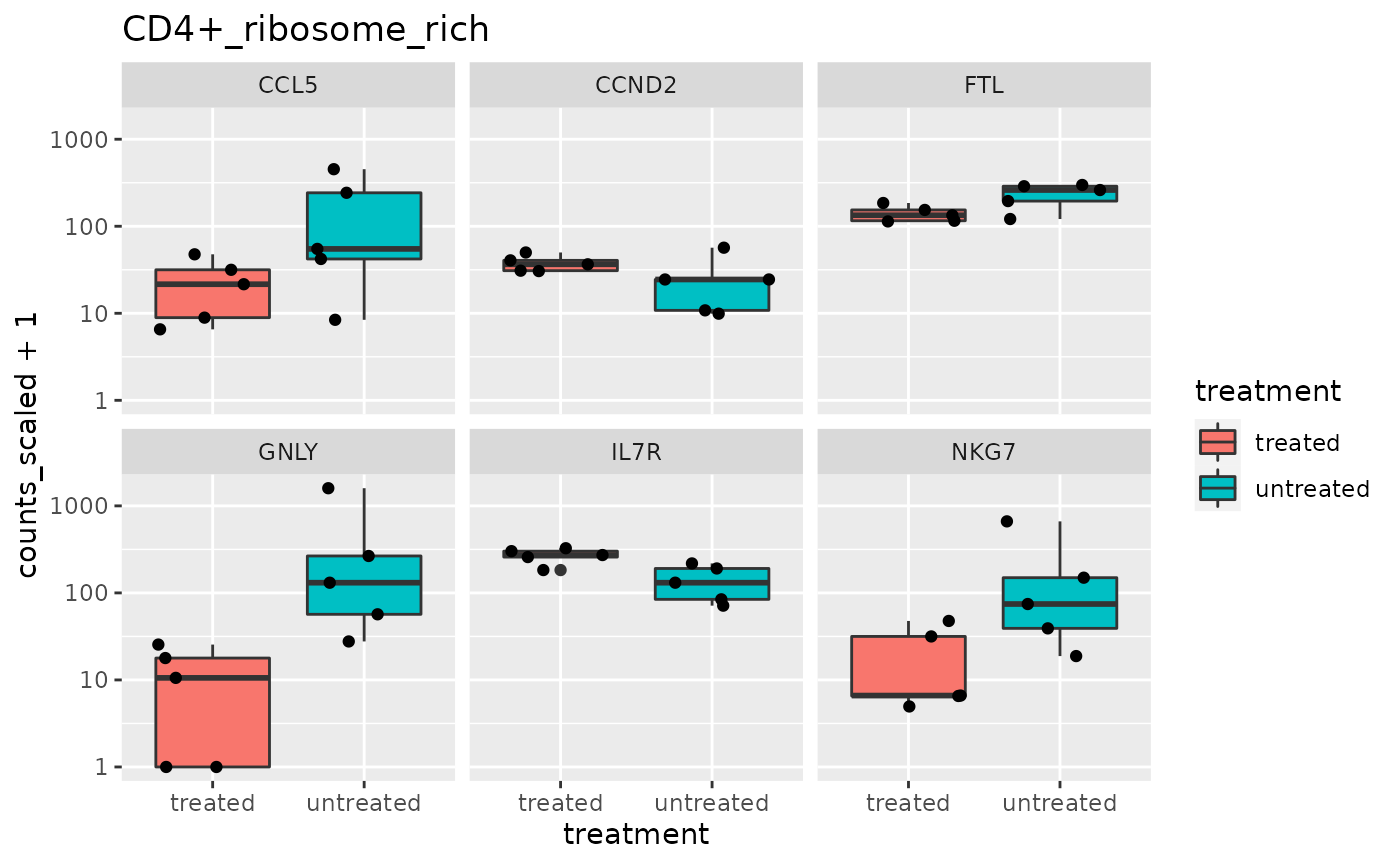 CD4+_ribosome_rich
CCL5
CCND2
FTL
1000
100
10
1
GNLY
IL7R
NKG7
1000
100
10
1
treated
untreated
treated
untreated
treated
untreated
treatment
counts_scaled + 1
treatment
treated
untreated